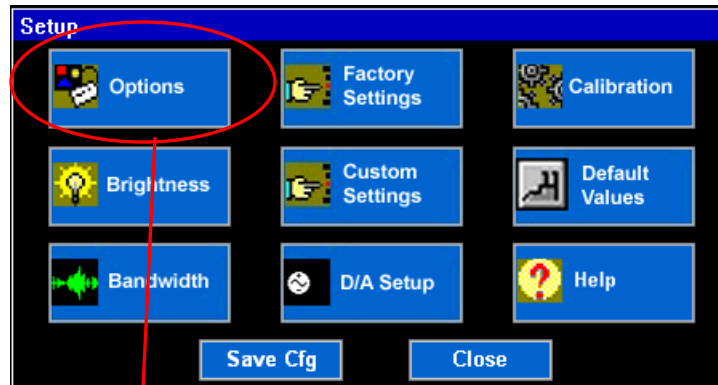 Setup
Options
Factory
Settings
Calibration
Brightness
Custom
Settings
Default
Values
Bandwidth
D/A Setup
Help
Save Cfg
Close